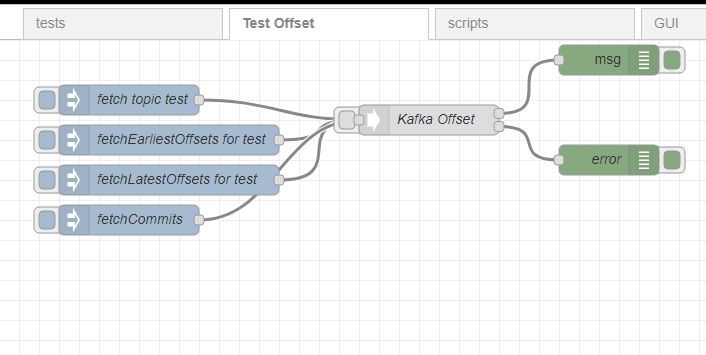 tests
Test Offset
scripts
GUI
msg
fetch topic test
Kafka Offset
fetchEarliestOffsets for test
error
fetchLatestOffsets for test
fetchCommits